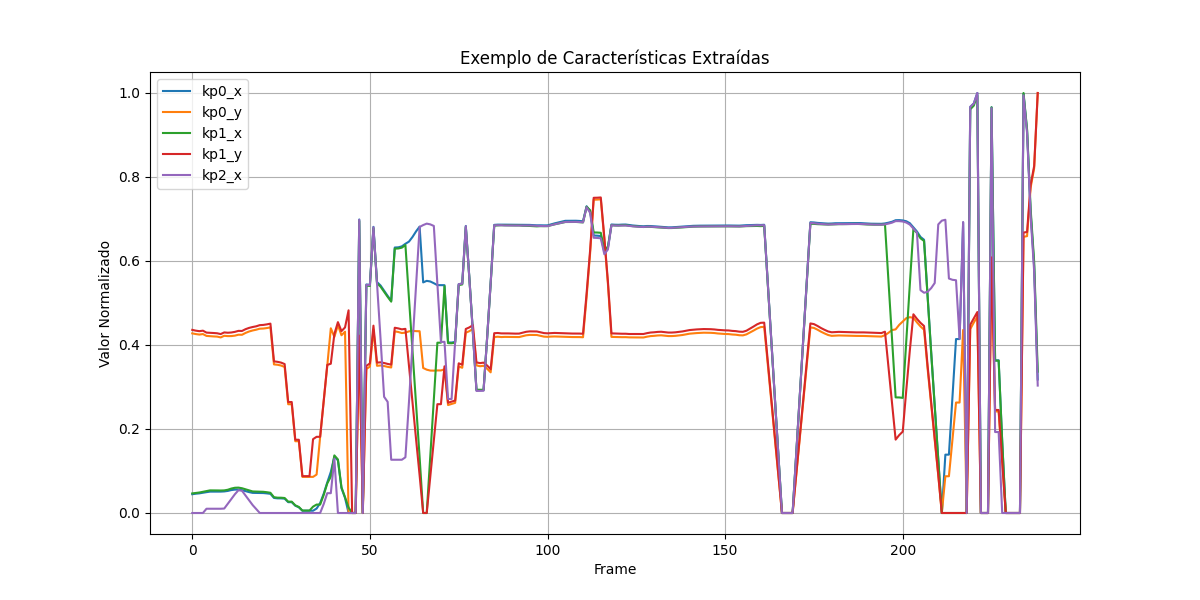 Exemplo de Características Extraídas
kp0_x
kp0_y
kp1_x
kp1_y
kp2_x
Valor Normalizado
1.0
0.8
0.6
0.4
0.2
0.0
0
50
100
150
200
Frame